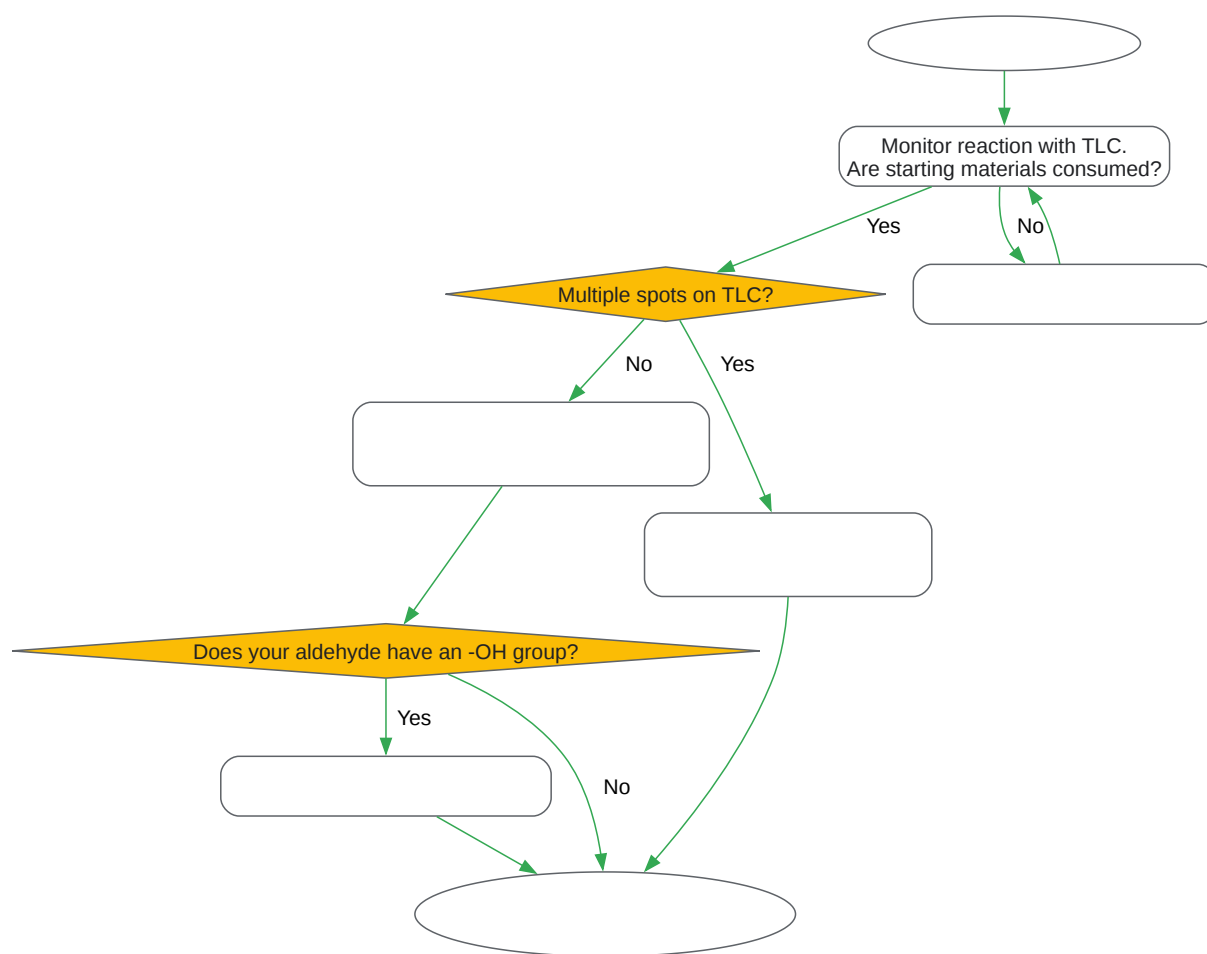 Monitor reaction with TLC.
Are starting materials consumed?
Yes
No
Multiple spots on TLC?
No
Yes
Does your aldehyde have an -OH group?
Yes
No